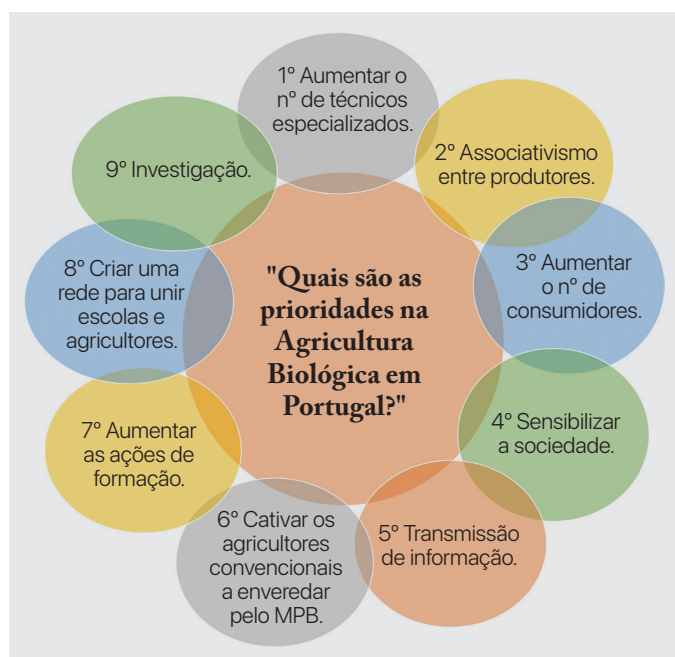 "Quais são as
prioridades na
Agricultura
Biológica em
Portugal?"
1º Aumentar o
nº de técnicos
especializados.
2º Associativismo
entre produtores.
3º Aumentar
o nº de
consumidores.
4º Sensibilizar
a sociedade.
5º Transmissão
de informação.
6º Cativar os
agricultores
convencionais
a enveredar
pelo MPB.
7º Aumentar
as ações de
formação.
8º Criar uma
rede para unir
escolas e
agricultores.
9º Investigação.